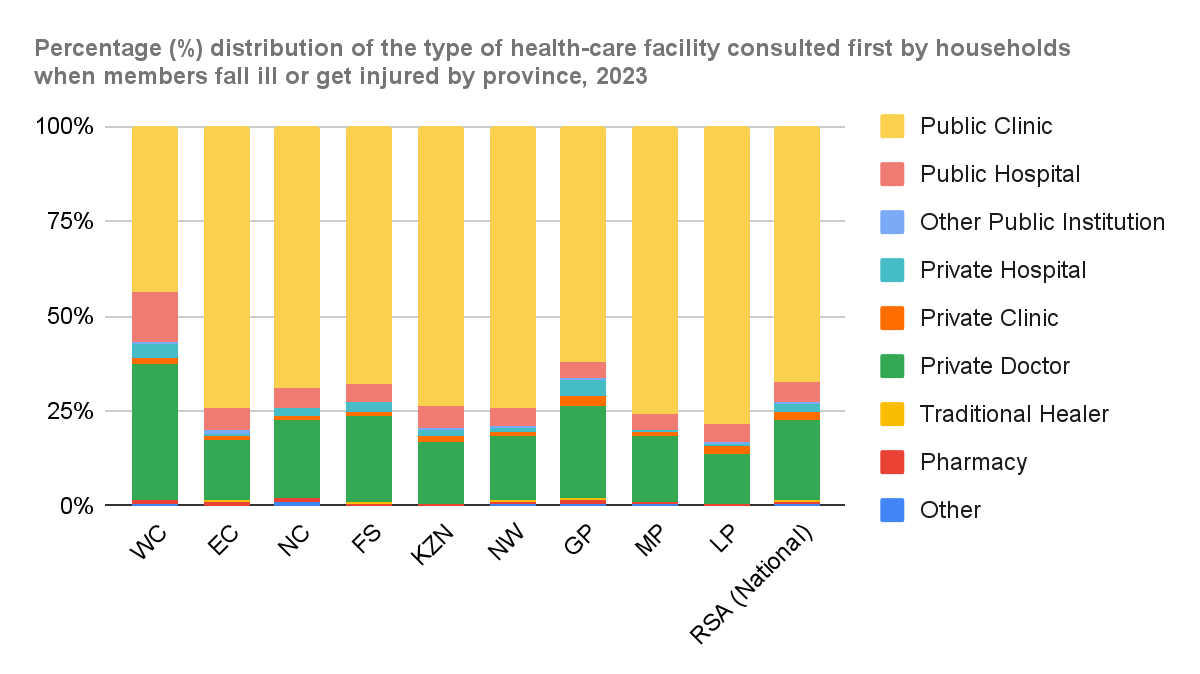 Percentage (%) distribution of the type of health-care facility consulted first by households
when members fall ill or get injured by province, 2023
100%
75%
50%
25%
0%
WC
EC
NC
FS
KZN
NW
GP
MP
LP
RSA (National)
Public Clinic
Public Hospital
Other Public Institution
Private Hospital
Private Clinic
Private Doctor
Traditional Healer
Pharmacy
Other